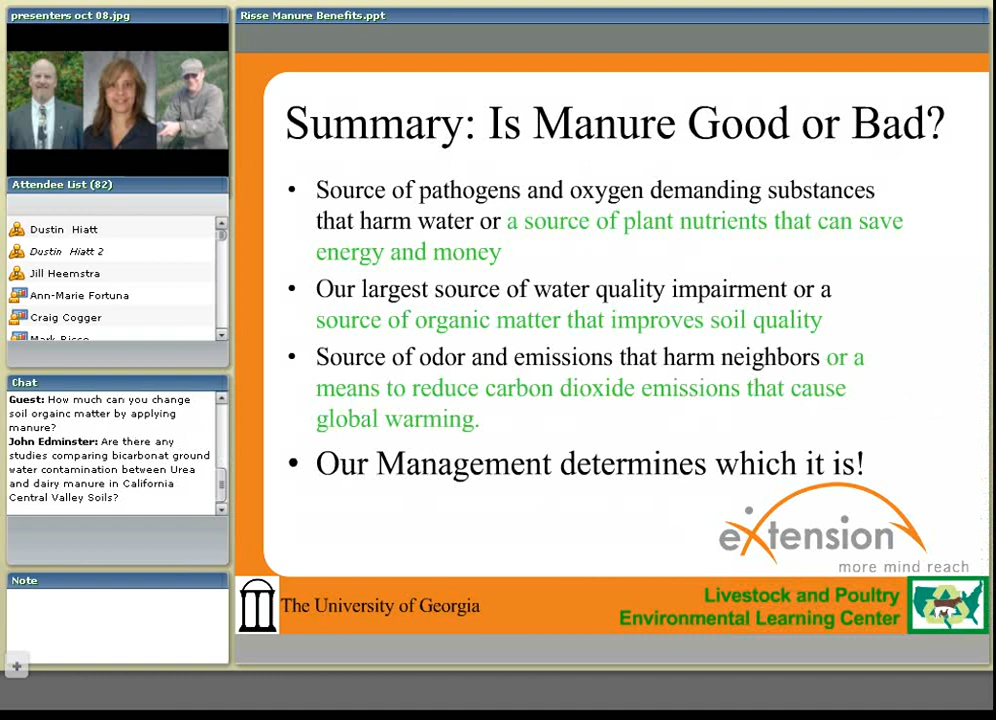 presenters oct 08.jpg
Attendee List (82)
Dustin Hiatt
Dustin Hiatt 2
Jill Heemstra
Ann-Marie Fortuna
Craig Cogger
Mark Risse
Chat
Guest: How much can you change
soil orgainc matter by applying
manure?
John Edminster: Are there any
studies comparing bicarbonat ground
water contamination between Urea
and dairy manure in California
Central Valley Soils?
Note
Risse Manure Benefits.ppt
Summary: Is Manure Good or Bad?
• Source of pathogens and oxygen demanding substances
that harm water or a source of plant nutrients that can save
energy and money
• Our largest source of water quality impairment or a
source of organic matter that improves soil quality
• Source of odor and emissions that harm neighbors or a
means to reduce carbon dioxide emissions that cause
global warming.
• Our Management determines which it is!
eXtension
more mind reach
The University of Georgia
Livestock and Poultry
Environmental Learning Center